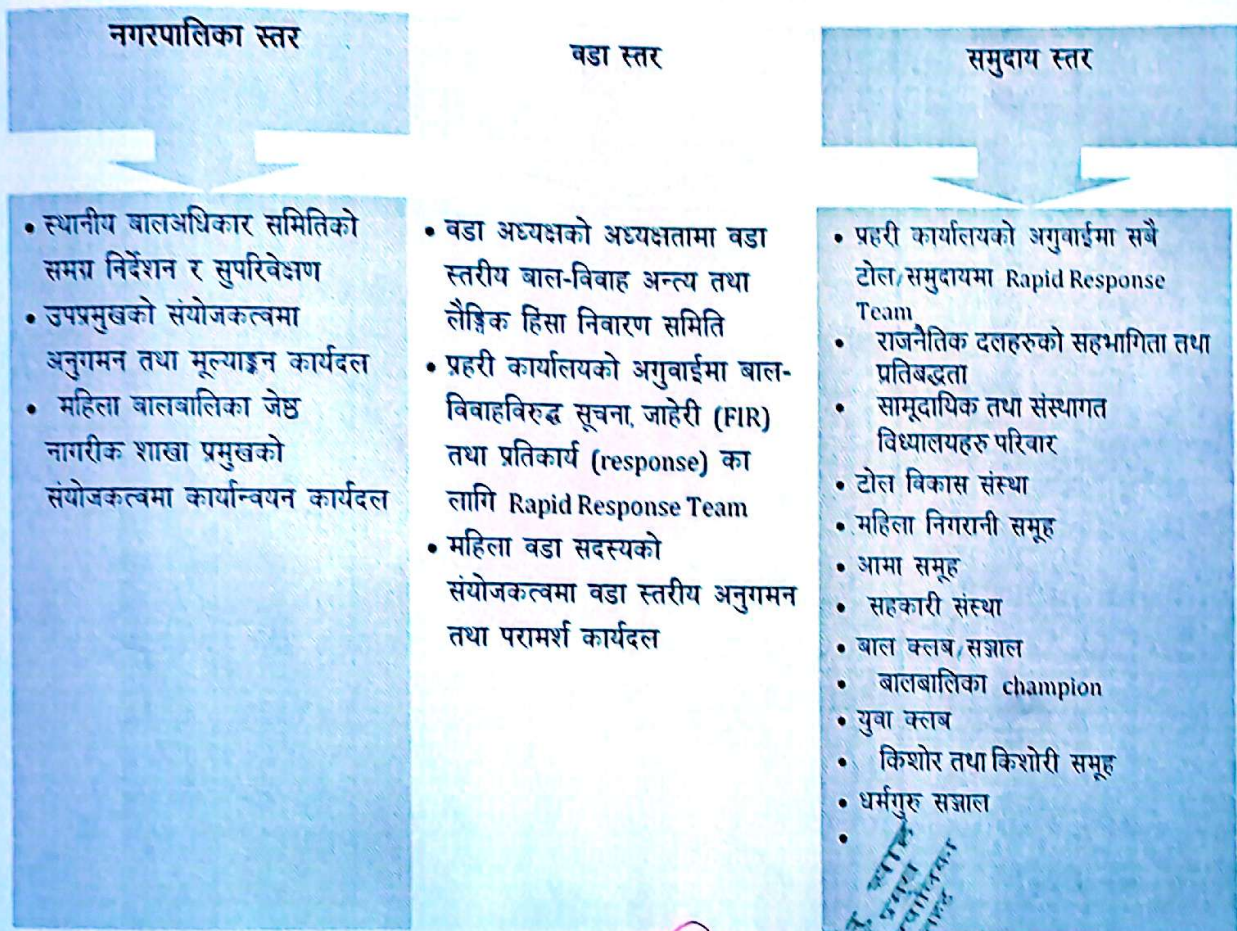 नगरपालिका स्तर
• स्थानीय बालअधिकार समितिको
समग्र निर्देशन र सुपरिवेक्षण
• उपप्रमुखको संयोजकत्वमा
अनुगमन तथा मूल्याङ्कन कार्यदल
• महिला बालबालिका जेष्ठ
नागरीक शाखा प्रमुखको
संयोजकत्वमा कार्यान्वयन कार्यदल
वडा स्तर
• वडा अध्यक्षको अध्यक्षतामा वडा
स्तरीय बाल-विवाह अन्त्य तथा
लैङ्गिक हिंसा निवारण समिति
• प्रहरी कार्यालयको अगुवाईमा बाल-
विवाहविरुद्ध सूचना, जाहेरी (FIR)
तथा प्रतिकार्य (response) का
लागि Rapid Response Team
• महिला वडा सदस्यको
संयोजकत्वमा वडा स्तरीय अनुगमन
तथा परामर्श कार्यदल
समुदाय स्तर
• प्रहरी कार्यालयको अगुवाईमा सबै
टोल/समुदायमा Rapid Response
Team
• राजनैतिक दलहरुको सहभागिता तथा
प्रतिबद्धता
• सामूदायिक तथा संस्थागत
विध्यालयहरु परिवार
• टोल विकास संस्था
• महिला निगरानी समूह
• आमा समूह
• सहकारी संस्था
• बाल क्लब/सञ्जाल
• बालबालिका champion
• युवा क्लब
• किशोर तथा किशोरी समूह
• धर्मगुरु सञ्जाल
•